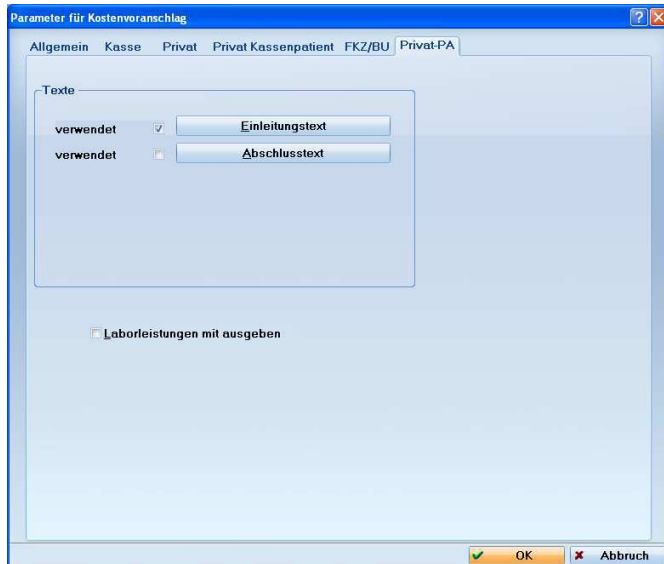 Parameter für Kostenvoranschlag
Allgemein Kasse Privat Privat Kassenpatient FKZ/BU Privat-PA
Texte
verwendet Einleitungstext
verwendet Abschlusstext
Laborleistungen mit ausgeben
OK Abbruch